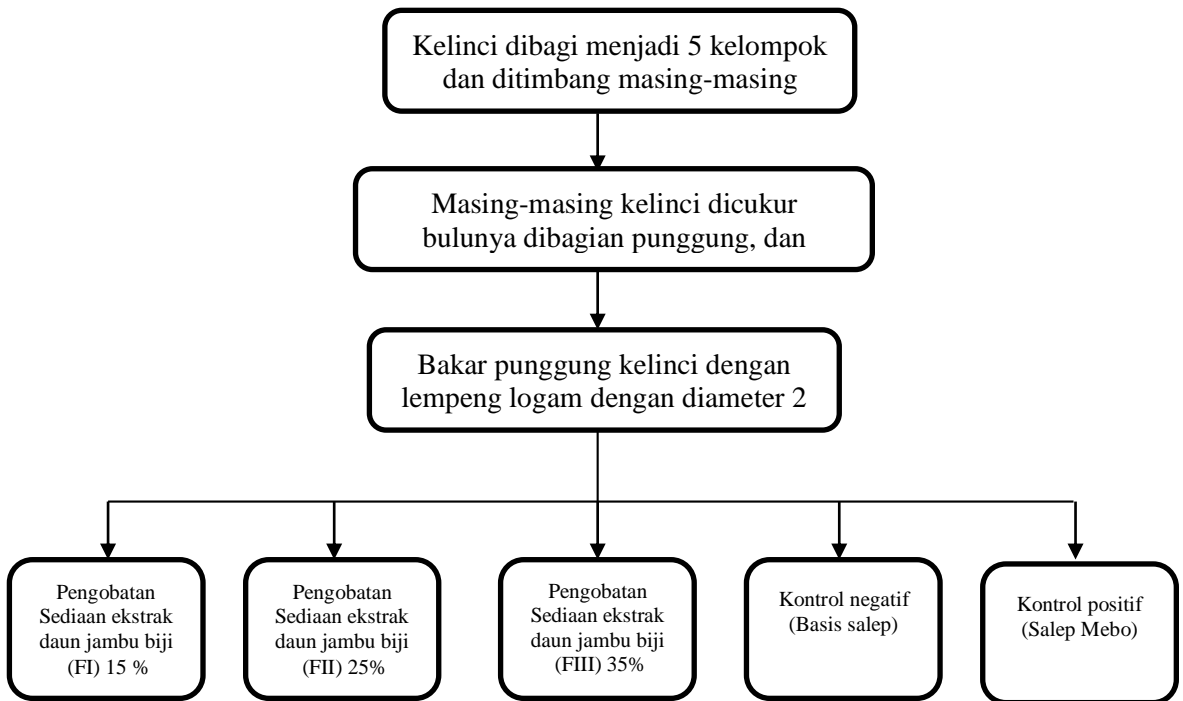 Kelinci dibagi menjadi 5 kelompok
dan ditimbang masing-masing
Masing-masing kelinci dicukur
bulunya dibagian punggung, dan
Bakar punggung kelinci dengan
lempeng logam dengan diameter 2
Pengobatan
Sediaan ekstrak
daun jambu biji
(FI) 15 %
Pengobatan
Sediaan ekstrak
daun jambu biji
(FII) 25%
Pengobatan
Sediaan ekstrak
daun jambu biji
(FIII) 35%
Kontrol negatif
(Basis salep)
Kontrol positif
(Salep Mebo)